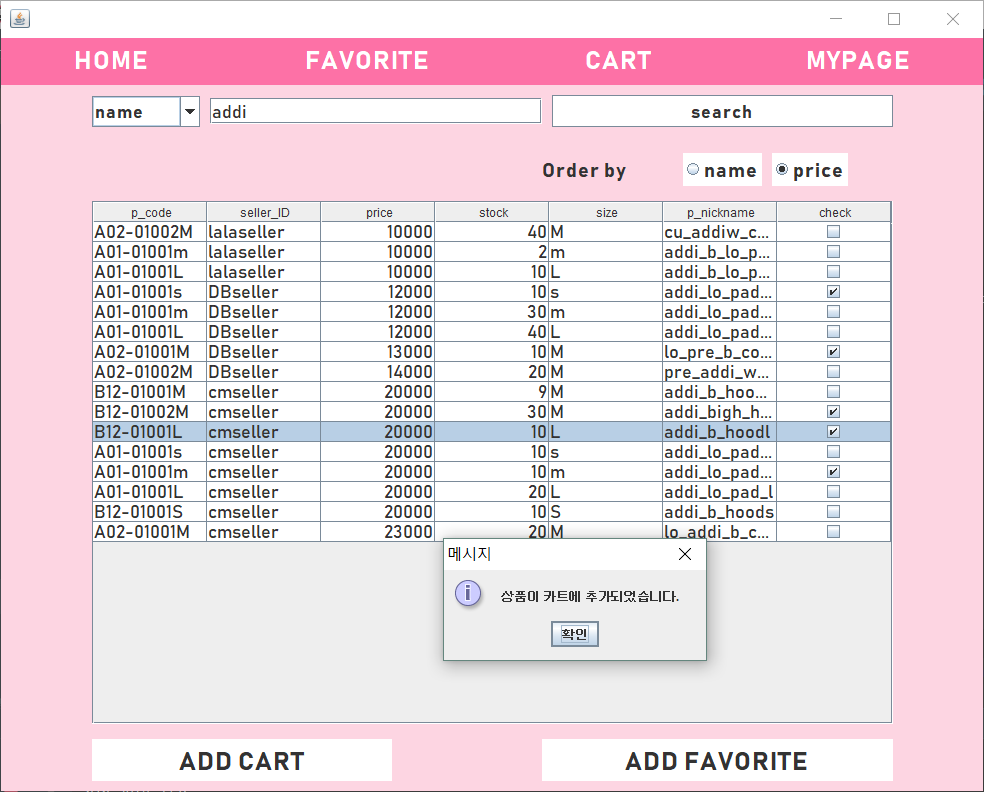 HOME FAVORITE CART MYPAGE
name addi search
Order by name price
p_code seller_ID price stock size p_nickname check
A02-01002M lalaseller 10000 40 M cu_addiw_c...
A01-01001m lalaseller 10000 2 m addi_b_lo_p...
A01-01001L lalaseller 10000 10 L addi_b_lo_p...
A01-01001s DBseller 12000 10 s addi_lo_pad...
A01-01001m DBseller 12000 30 m addi_lo_pad...
A01-01001L DBseller 12000 40 L addi_lo_pad...
A02-01001M DBseller 13000 10 M lo_pre_b_co...
A02-01002M DBseller 14000 20 M pre_addi_w...
B12-01001M cmseller 20000 9 M addi_b_hoo...
B12-01002M cmseller 20000 30 M addi_bigh_h...
B12-01001L cmseller 20000 10 L addi_b_hoodl
A01-01001s cmseller 20000 10 s addi_lo_pad...
A01-01001m cmseller 20000 10 m addi_lo_pad...
A01-01001L cmseller 20000 20 L addi_lo_pad_l
B12-01001S cmseller 20000 10 S addi_b_hoods
A02-01001M cmseller 23000 20 M lo_addi_b_c...
메시지
상품이 카트에 추가되었습니다.
확인
ADD CART ADD FAVORITE